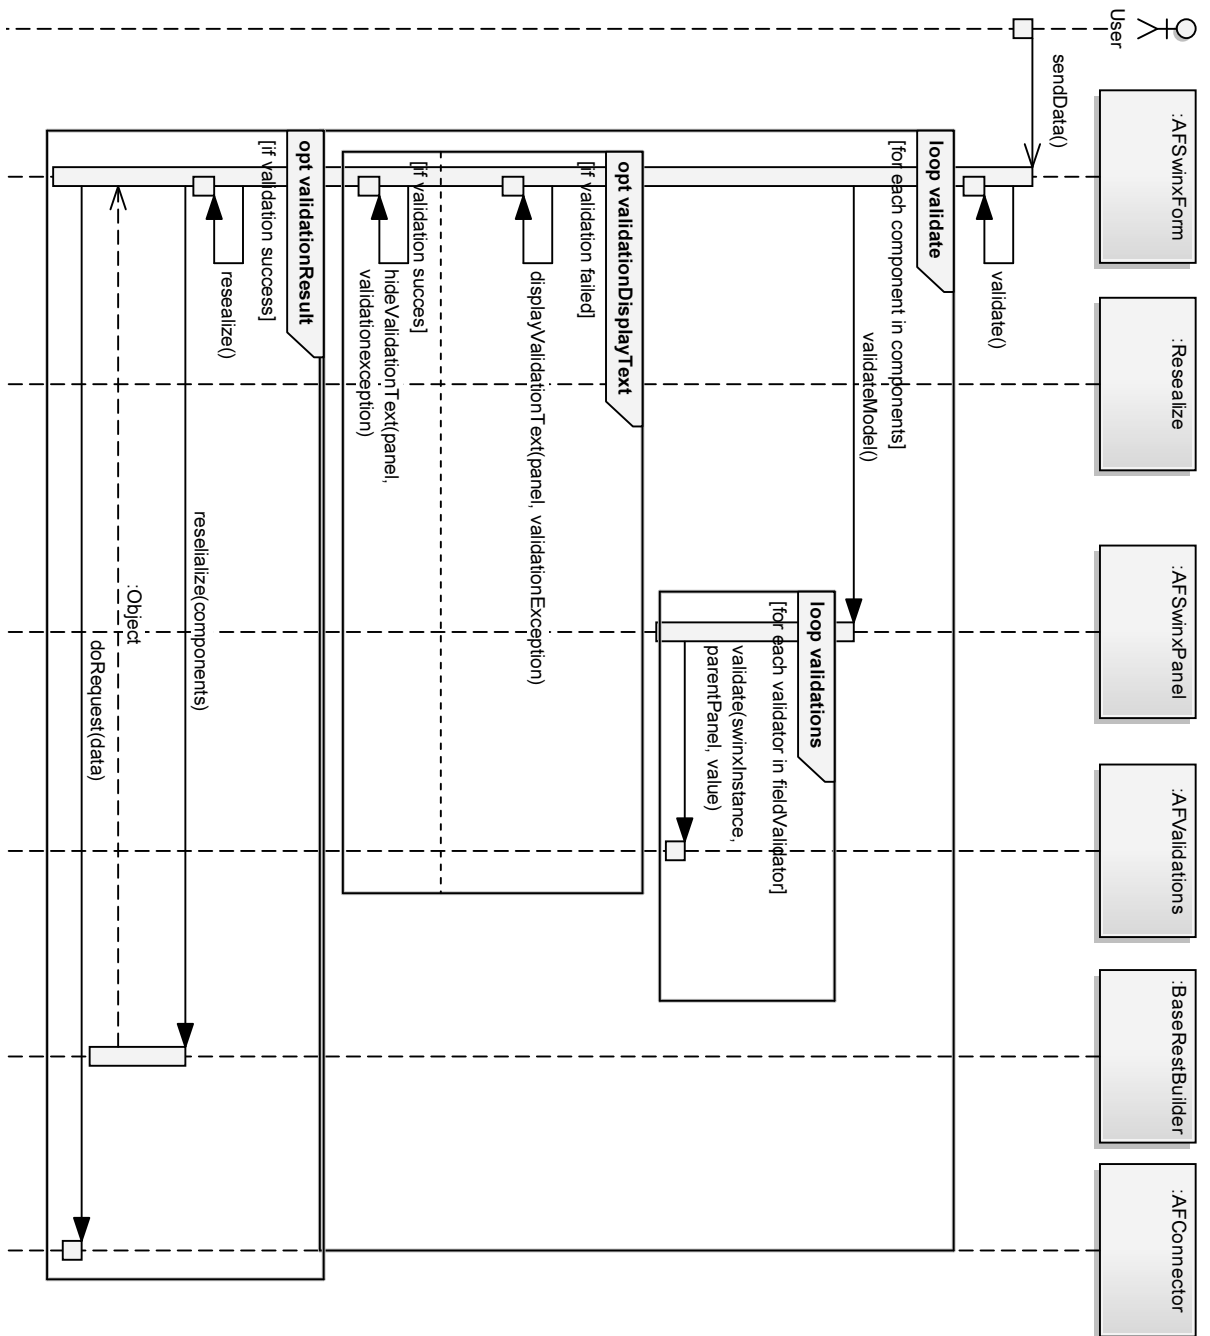 User
:AFSwinxForm
:Resealize
:AFSwinxPanel
:AFValidations
:BaseRestBuilder
:AFConnector
sendData()
validate()
loop validate
[for each component in components]
validateModel()
loop validations
[for each validator in fieldValidator]
validate(swinxInstance,
parentPanel, value)
opt validationDisplayText
[if validation failed]
displayValidationText(panel, validationException)
[if validation succes]
hideValidationText(panel,
validationexception)
opt validationResult
[if validation success]
resealize()
reselialize(components)
:Object
doRequest(data)